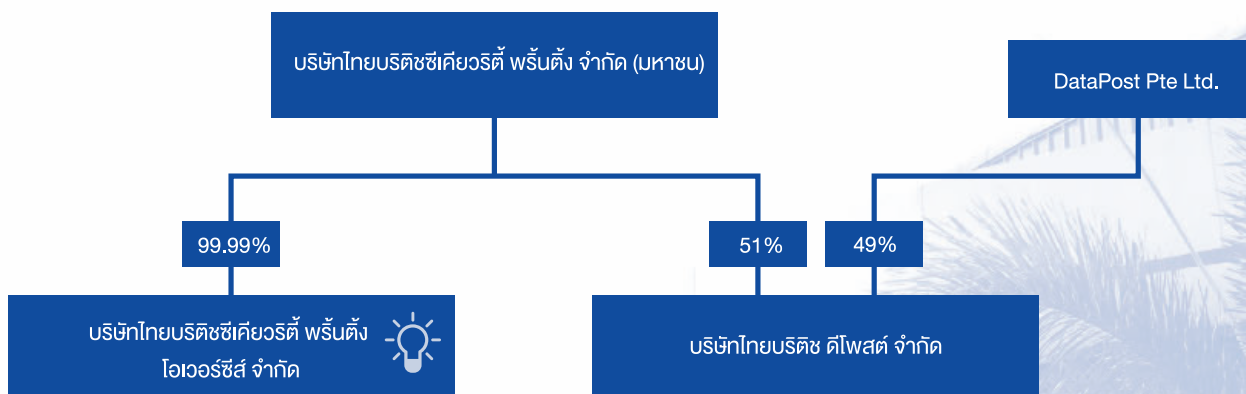 บริษัทไทยบริติชซีเคียวริตี้ พริ้นติ้ง จำกัด (มหาชน)
DataPost Pte Ltd.
99.99%
51%
49%
บริษัทไทยบริติชซีเคียวริตี้ พริ้นติ้ง
โอเวอร์ซีส์ จำกัด
บริษัทไทยบริติช ดีโพสต์ จำกัด